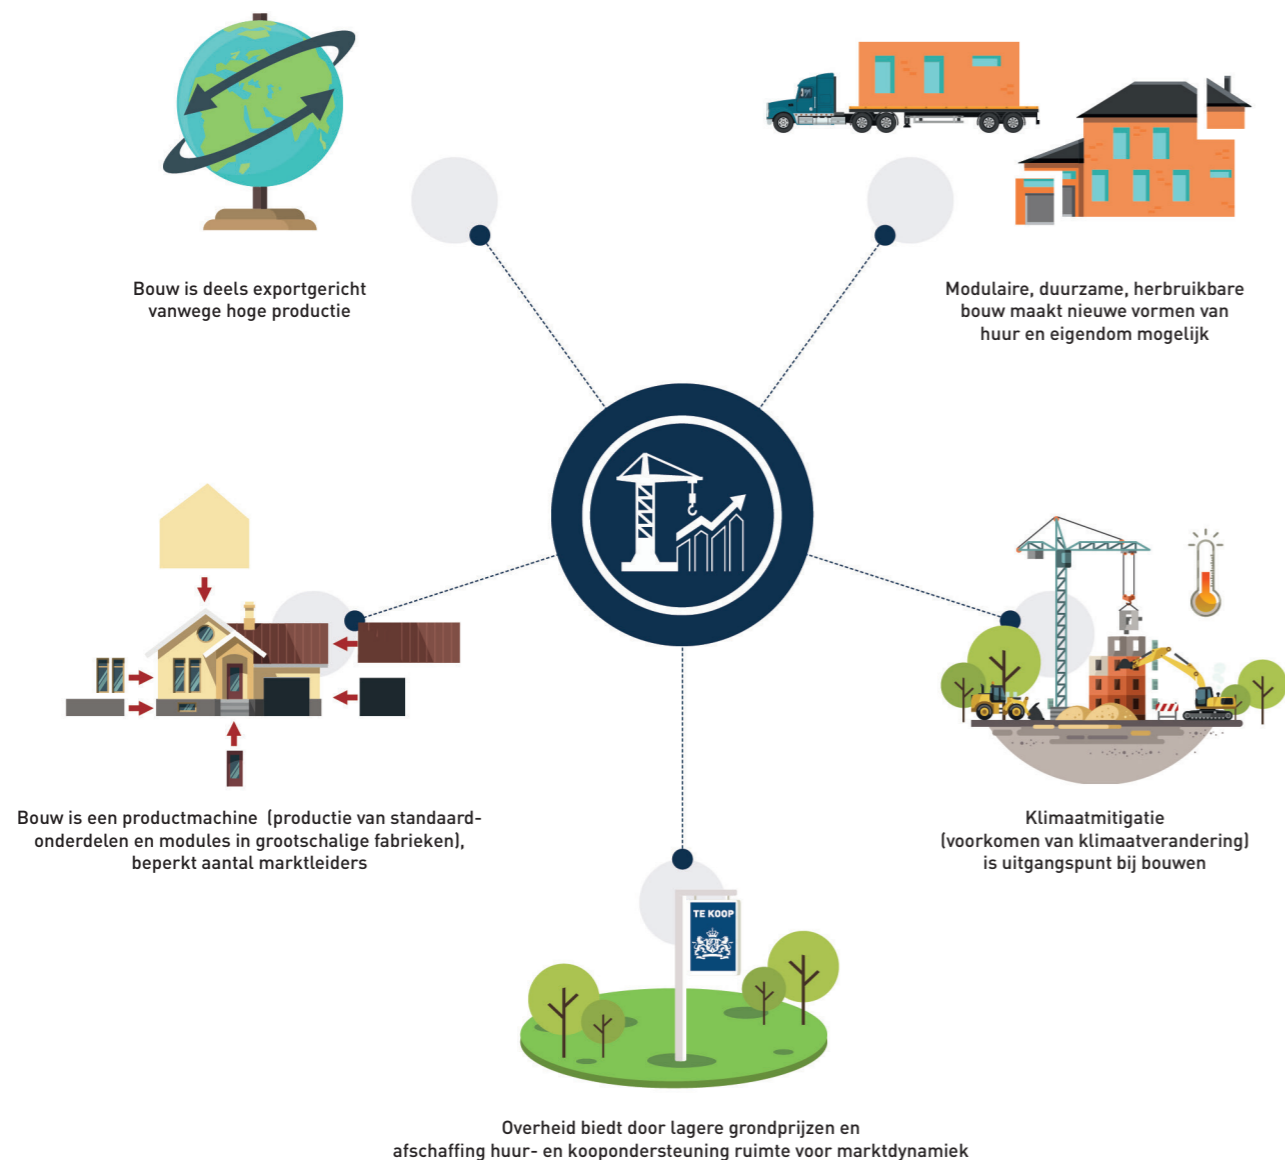 Bouw is deels exportgericht
vanwege hoge productie
Modulaire, duurzame, herbruikbare
bouw maakt nieuwe vormen van
huur en eigendom mogelijk
Bouw is een productmachine (productie van standaard-
onderdelen en modules in grootschalige fabrieken),
beperkt aantal marktleiders
Klimaatmitigatie
(voorkomen van klimaatverandering)
is uitgangspunt bij bouwen
TE KOOP
Overheid biedt door lagere grondprijzen en
afschaffing huur- en koopondersteuning ruimte voor marktdynamiek